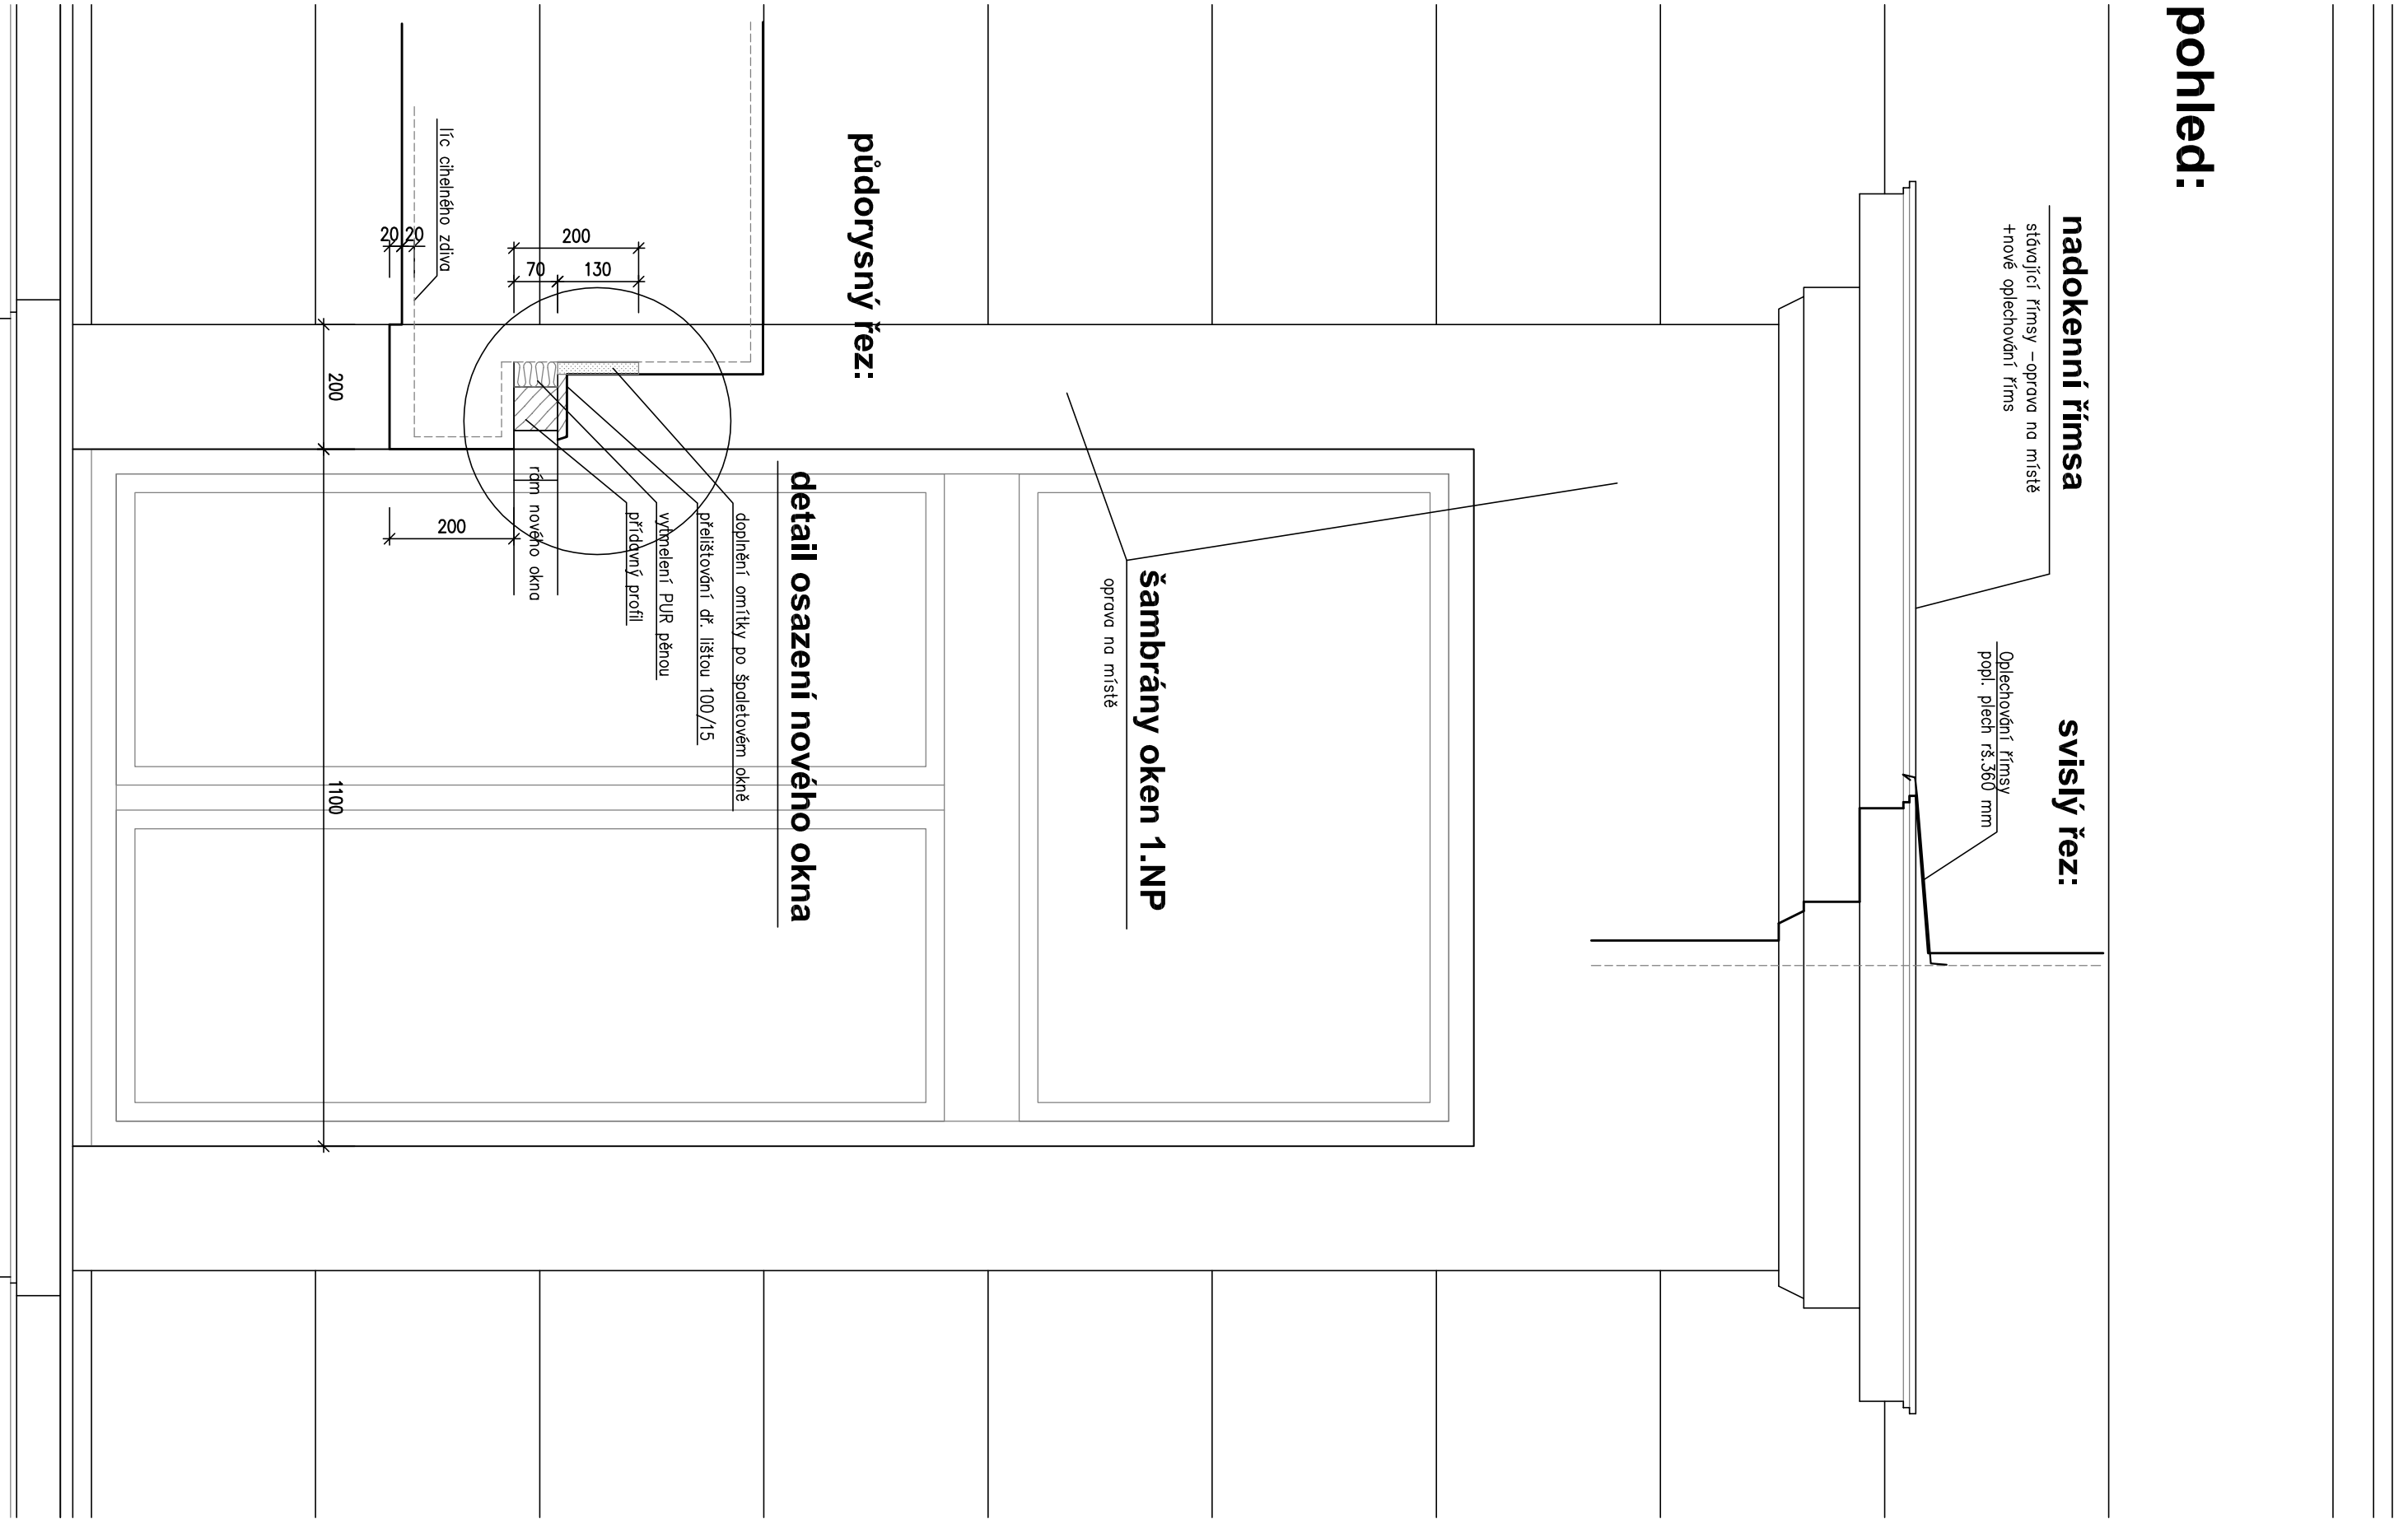 pohled:
nadokenní římsa
stávající římsy -oprava na místě
+nové oplechování říms
svislý řez:
Oplechování římsy
popl. plech rš.360 mm
šambrány oken 1.NP
oprava na místě
půdorysný řez:
detail osazení nového okna
doplnění omítky po špaletovém okně
přelištování dř. lištou 100/15
vytmelení PUR pěnou
přídavný profil
rám nového okna
líc cihelného zdiva
20 20
200
70 130
200
200
1100